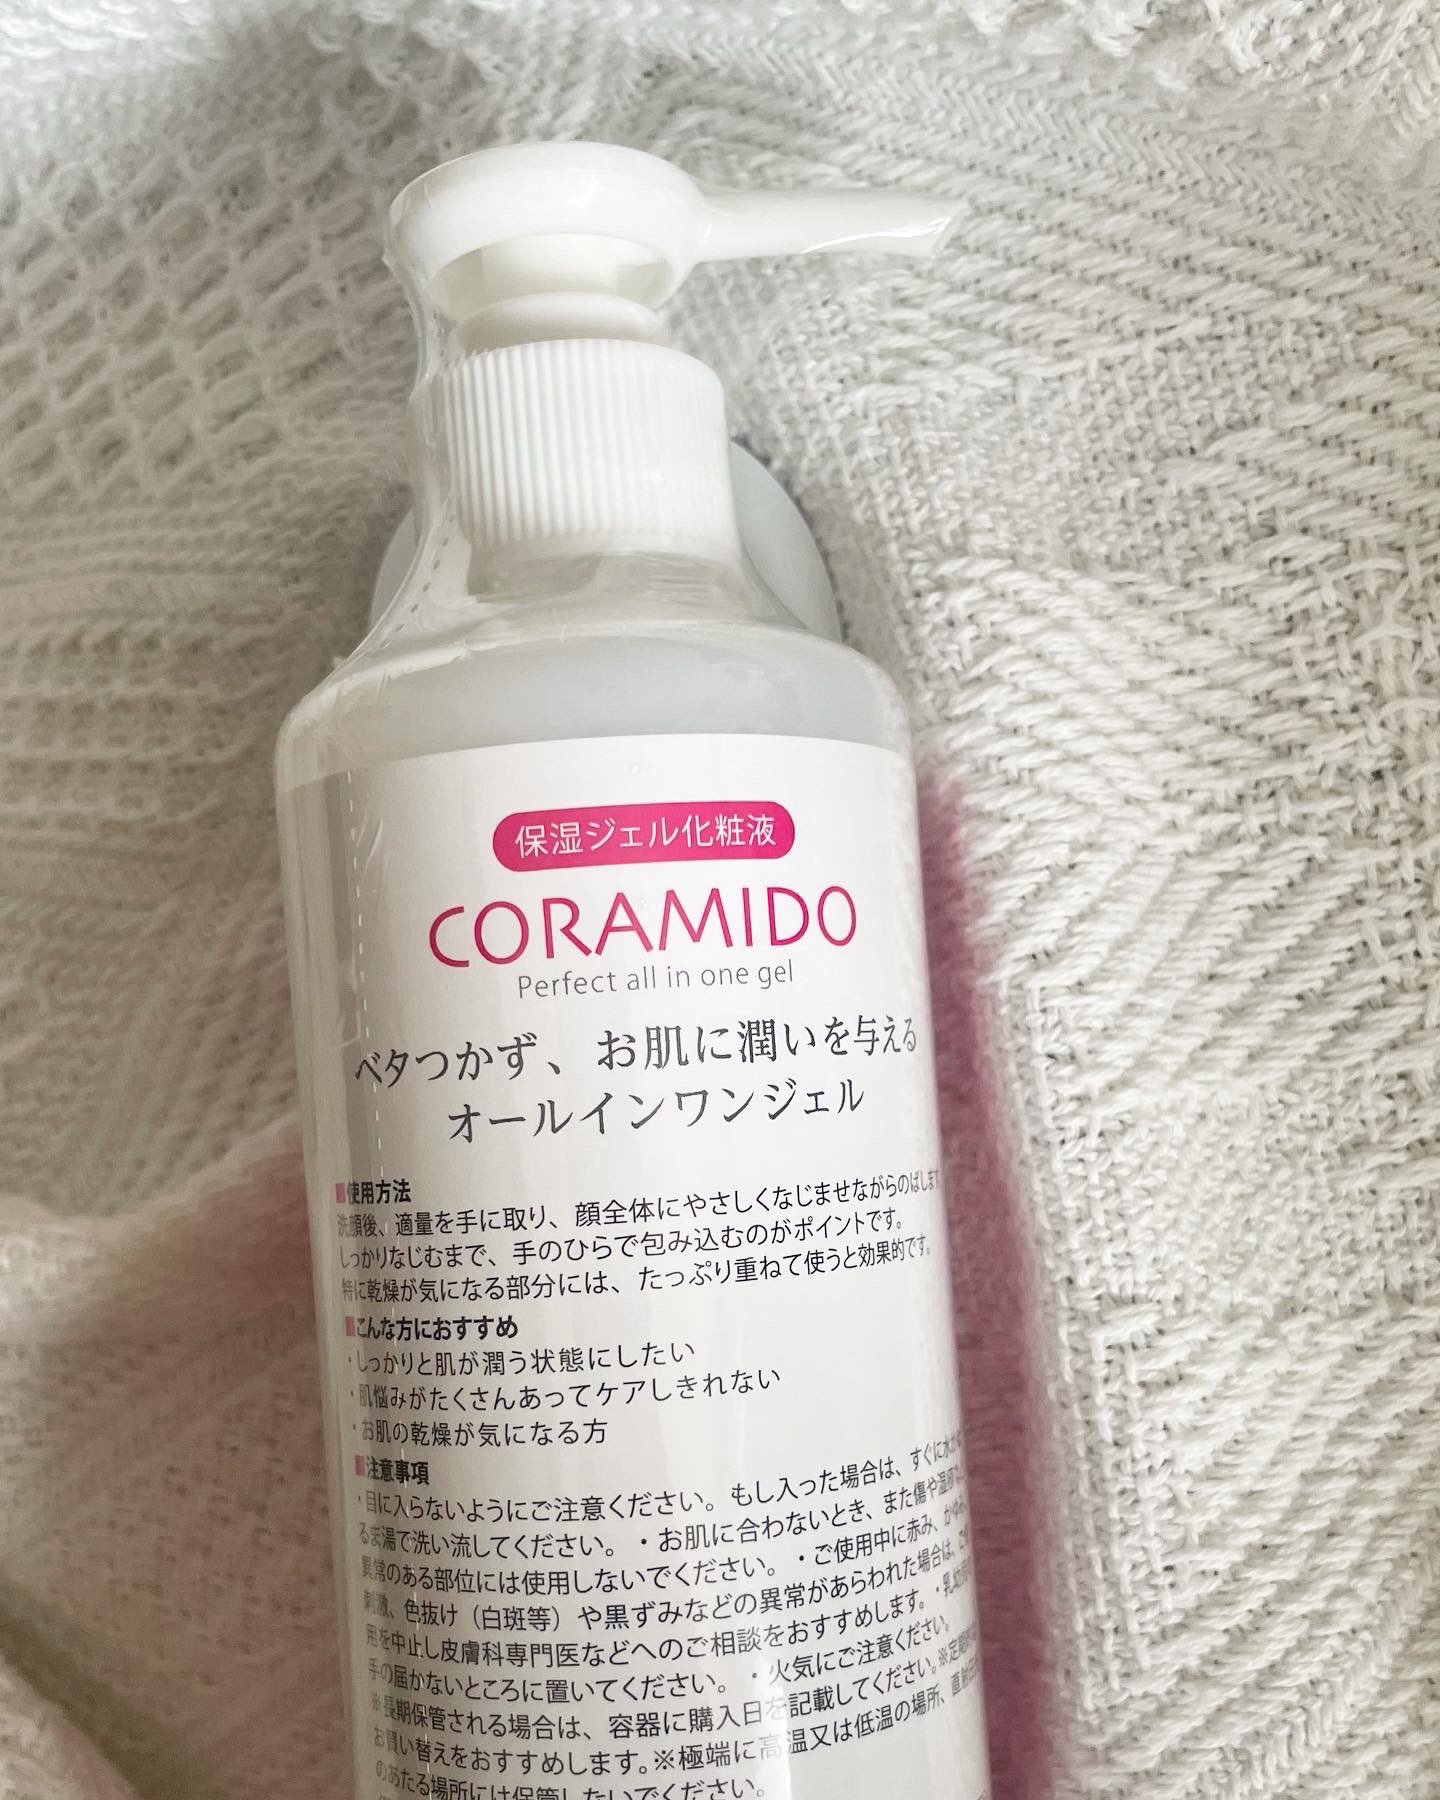 保湿ジェル化粧液
CORAMIDO
Perfect all in one gel
ベタつかず、お肌に潤いを与える
オールインワンジェル
■使用方法
洗顔後、適量を手に取り、顔全体にやさしくなじませながらのばします
しっかりなじむまで、手のひらで包み込むのがポイントです。
特に乾燥が気になる部分には、たっぷり重ねて使うと効果的です。
■こんな方におすすめ
・しっかりと肌が潤う状態にしたい
・肌悩みがたくさんあってケアしきれない
・お肌の乾燥が気になる方
■注意事項
・目に入らないようにご注意ください。もし入った場合は、すぐに水か
るま湯で洗い流してください。・お肌に合わないとき、また傷や湿疹
異常のある部位には使用しないでください。・ご使用中に赤み、かゆみ
刺激、色抜け（白斑等）や黒ずみなどの異常があらわれた場合は、
用を中止し皮膚科専門医などへのご相談をおすすめします。・乳幼児
手の届かないところに置いてください。・火気にご注意ください。
※長期保管される場合は、容器に購入日を記載してください。※定期
お買い替えをおすすめします。※極端に高温又は低温の場所、直射日
のあたる場所には保管しないでください。